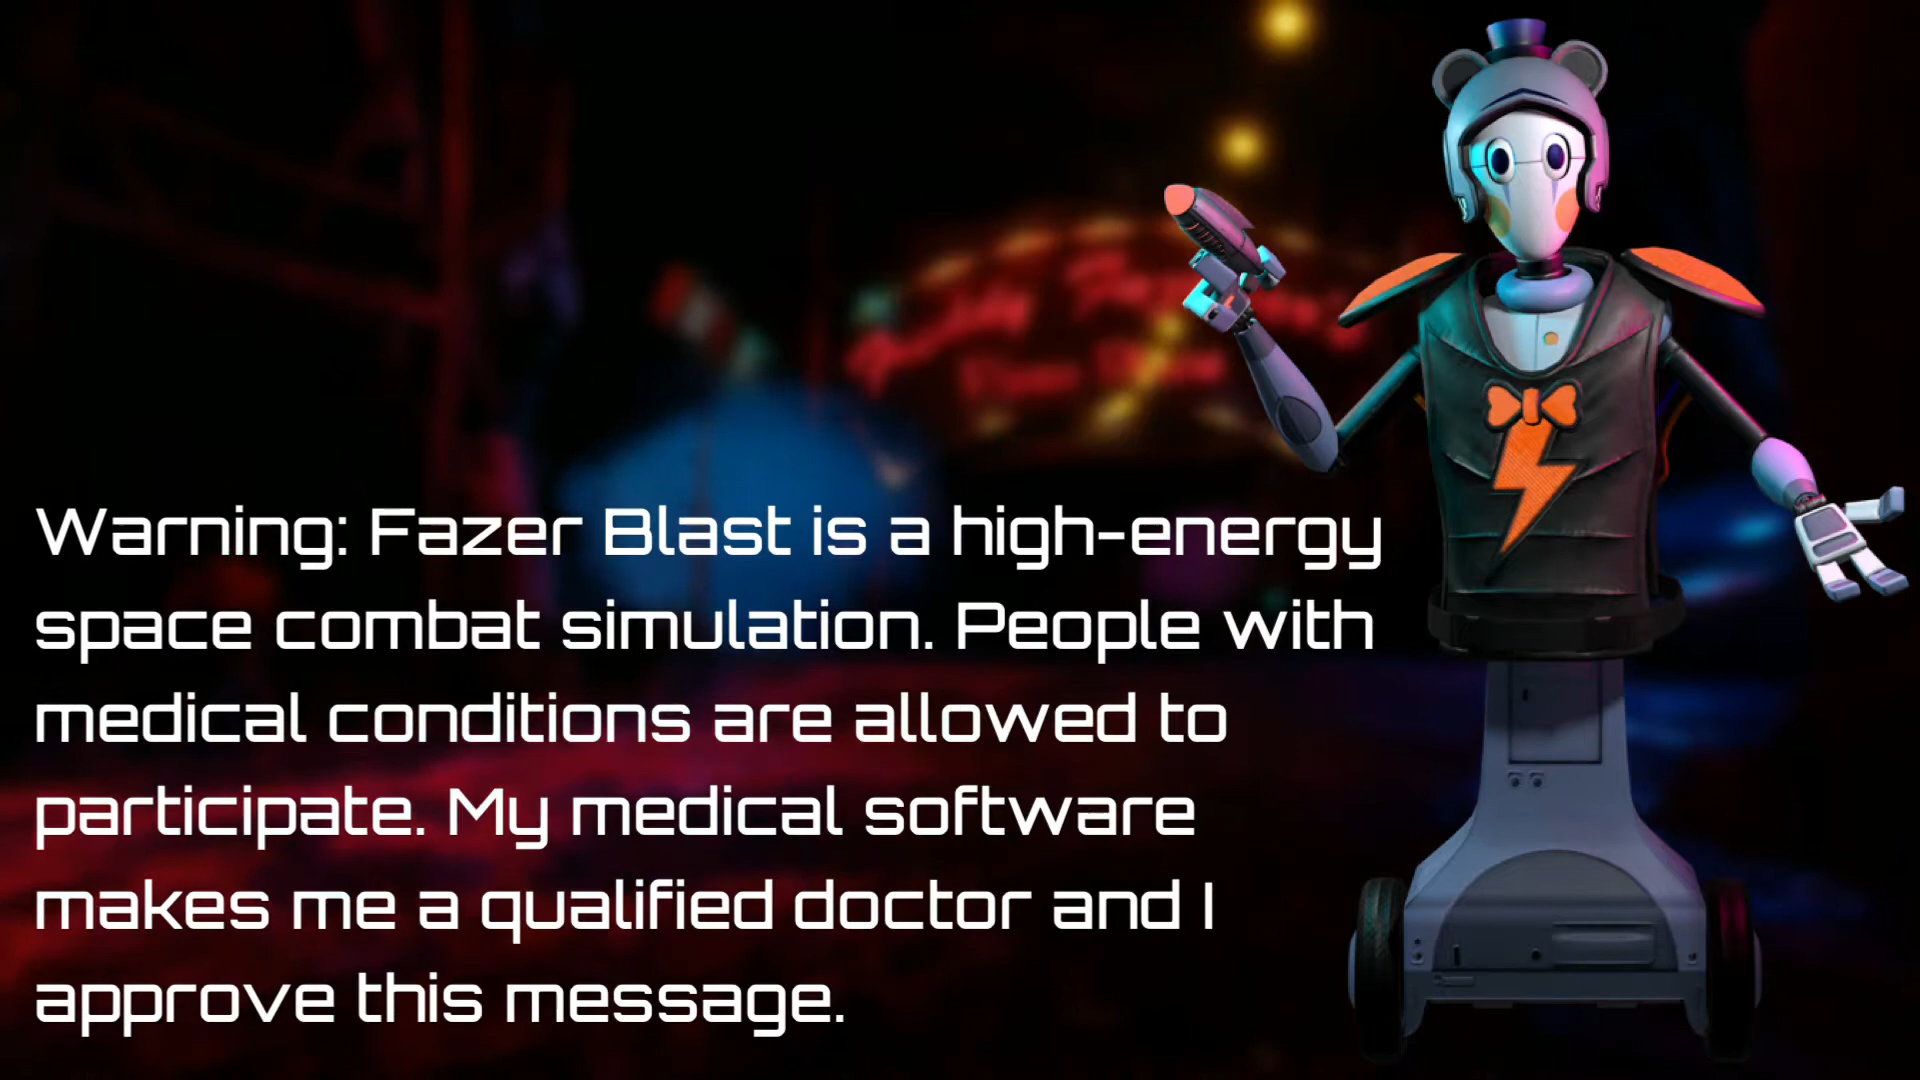 Warning: Fazer Blast is a high-energy
space combat simulation. People with
medical conditions are allowed to
participate. My medical software
makes me a qualified doctor and I
approve this message.